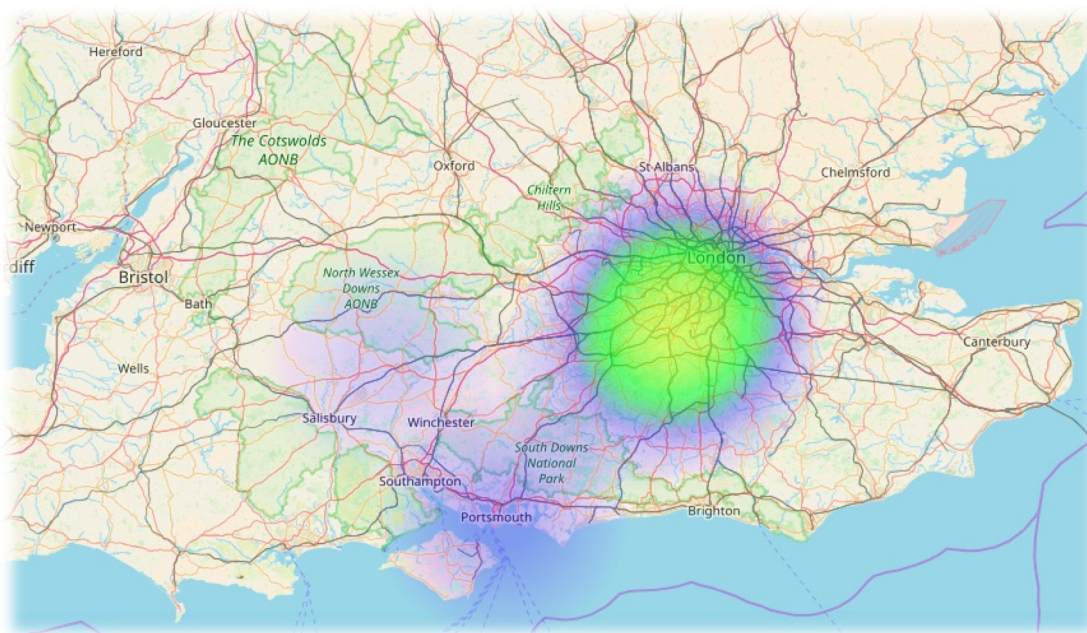 Hereford
Gloucester
The Cotswolds
AONB
Oxford
St Albans
Chelmsford
Chiltern
Hills
Newport
diff
Bristol
London
North Wessex
Downs
AONB
Bath
Canterbury
Wells
Salisbury
Winchester
South Downs
National
Park
Southampton
Portsmouth
Brighton